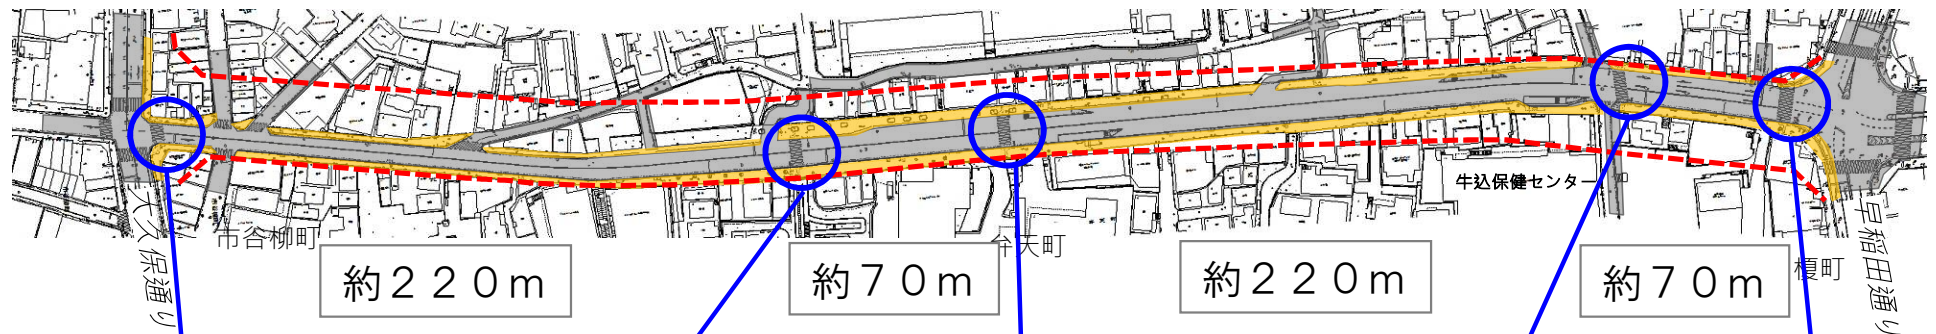 牛込保健センター
大久保通り
市谷柳町
弁天町
榎町
早稲田通り
約２２０ｍ
約７０ｍ
約２２０ｍ
約７０ｍ